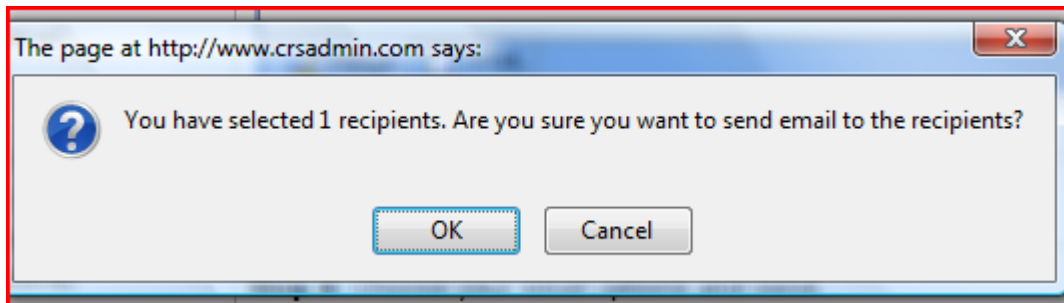 The page at http://www.crsadmin.com says:
You have selected 1 recipients. Are you sure you want to send email to the recipients?
OK
Cancel